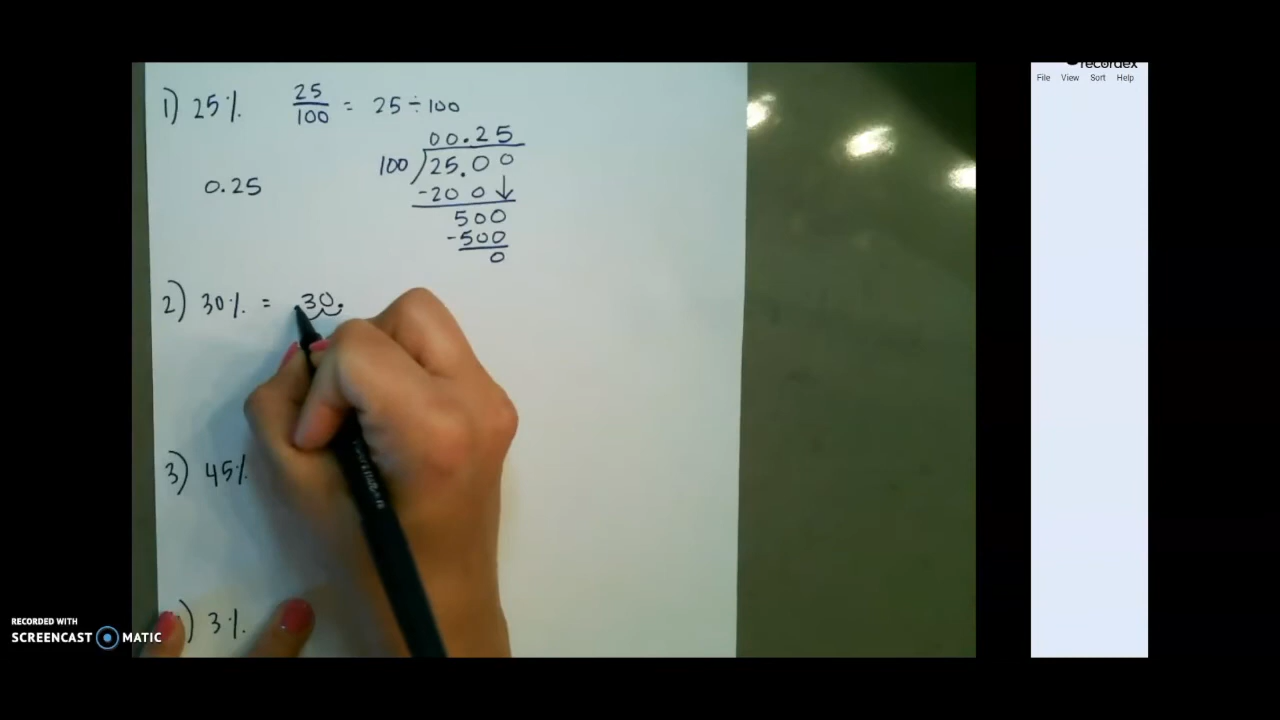 recordex
File View Sort Help
1) 25% 25/100 = 25 ÷ 100
00.25
100 25.00
0.25
-200
500
-500
0
2) 30% = .30.
3) 45%
) 3%
RECORDED WITH
SCREENCAST MATIC